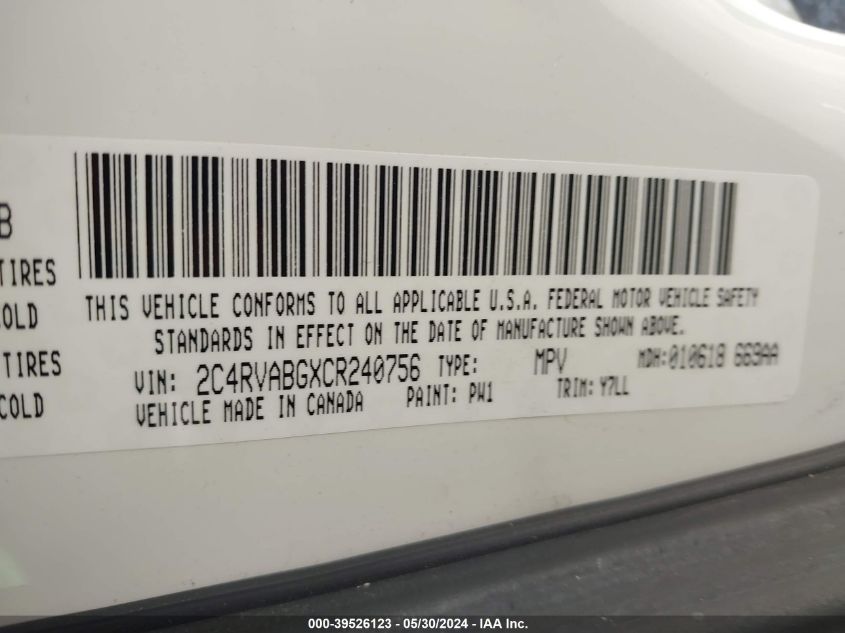 B
TIRES
COLD
TIRES
COLD
THIS VEHICLE CONFORMS TO ALL APPLICABLE U.S.A. FEDERAL MOTOR VEHICLE SAFETY
STANDARDS IN EFFECT ON THE DATE OF MANUFACTURE SHOWN ABOVE.
VIN: 2C4RVABGXCR240756 TYPE: MPV MDH:010618 669AA
VEHICLE MADE IN CANADA PAINT: PW1 TRIM: Y7LL
000-39526123 / 05/30/2024 - IAA Inc.